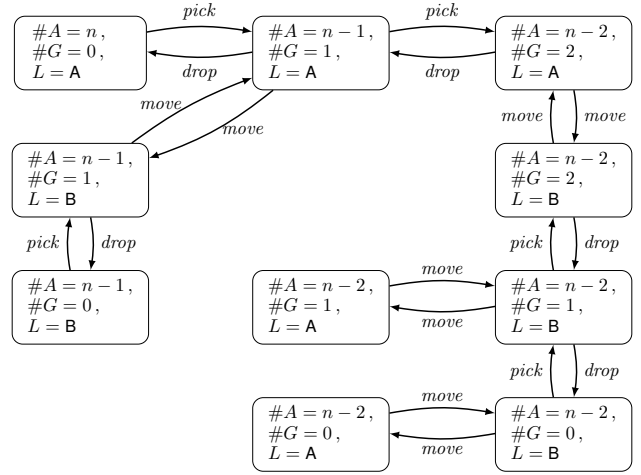 pick
pick
#A = n ,
#G = 0 ,
L = A
#A = n − 1 ,
#G = 1 ,
L = A
#A = n − 2 ,
#G = 2 ,
L = A
drop
drop
move
move
move
move
#A = n − 1 ,
#G = 1 ,
L = B
#A = n − 2 ,
#G = 2 ,
L = B
pick
drop
pick
drop
#A = n − 1 ,
#G = 0 ,
L = B
#A = n − 2 ,
#G = 1 ,
L = A
move
move
#A = n − 2 ,
#G = 1 ,
L = B
pick
drop
#A = n − 2 ,
#G = 0 ,
L = A
move
move
#A = n − 2 ,
#G = 0 ,
L = B